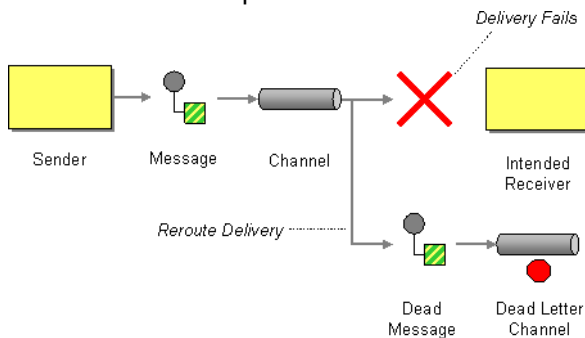 Delivery Fails
Sender
Message
Channel
Intended
Receiver
Reroute Delivery
Dead
Message
Dead Letter
Channel